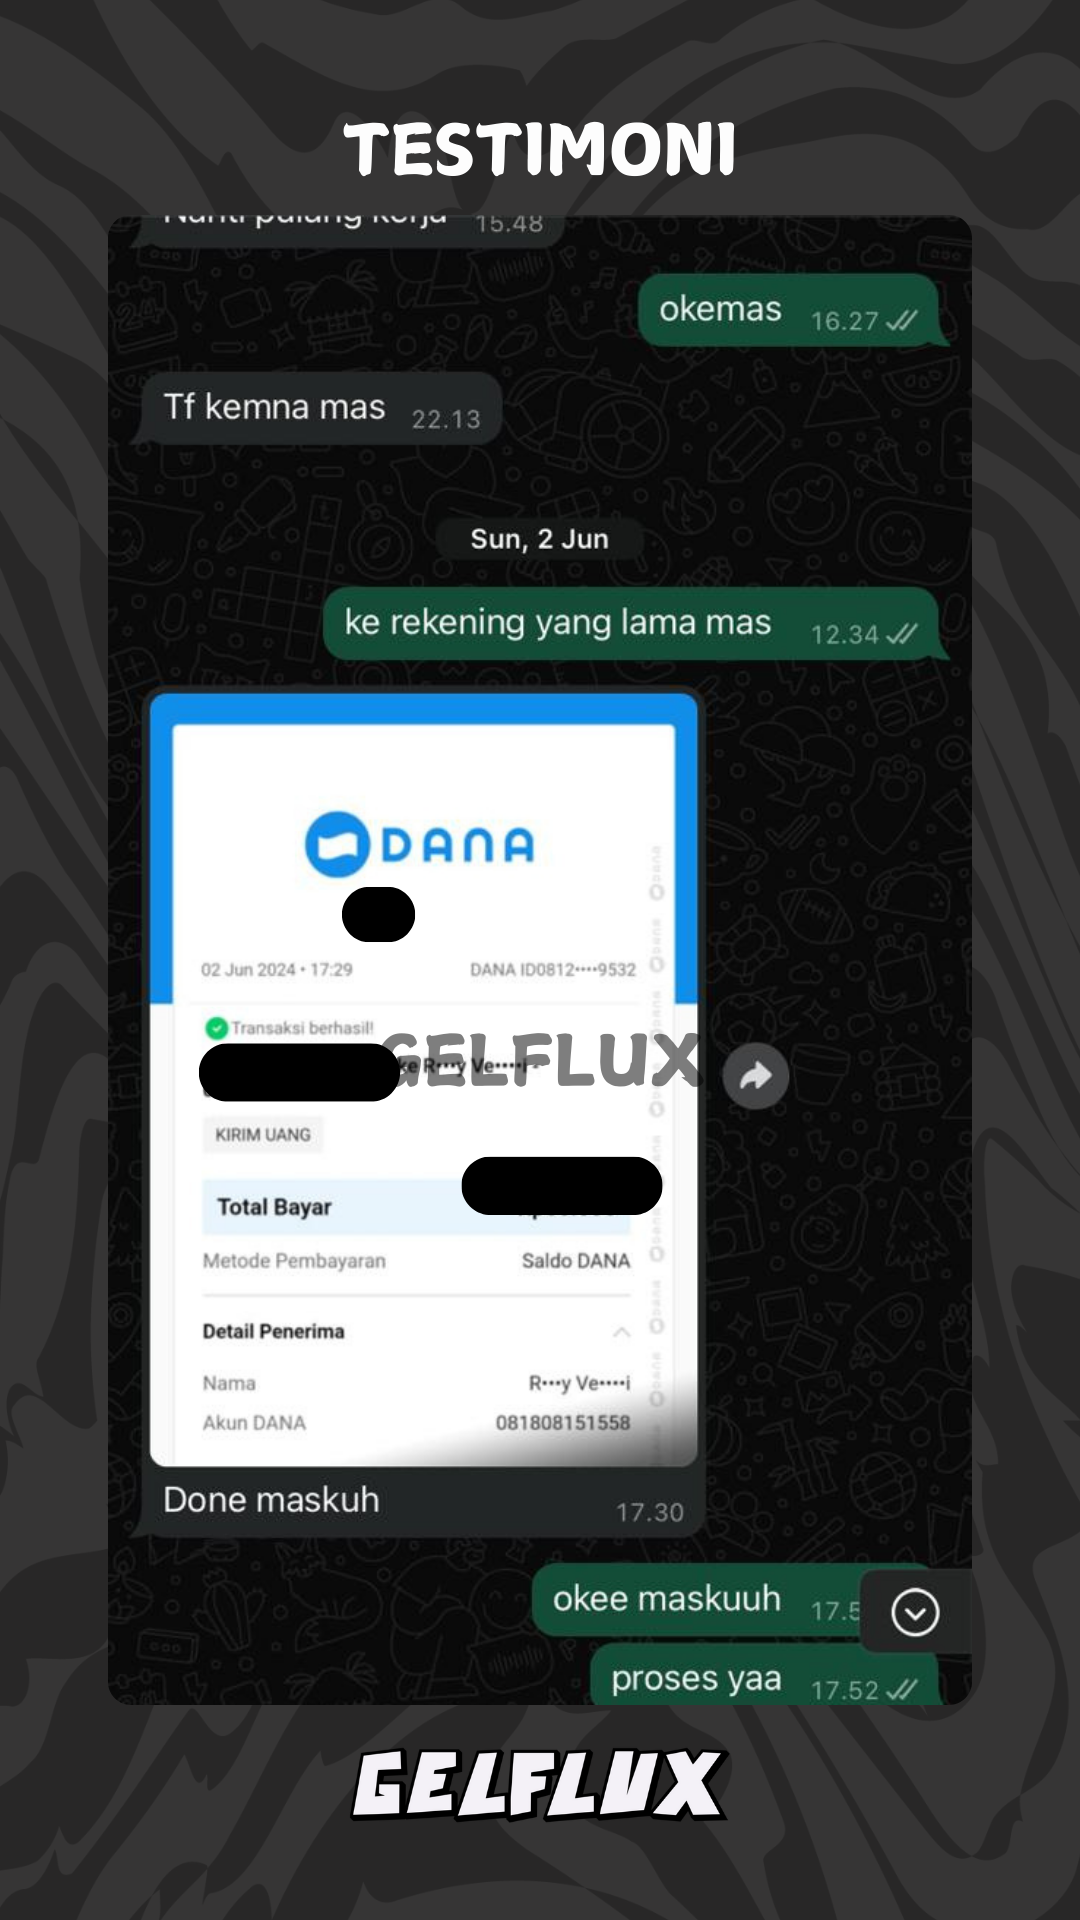 TESTIMONI
Nanti pulang kerja 15.48
okemas 16.27
Tf kemna mas 22.13
Sun, 2 Jun
ke rekening yang lama mas 12.34
DANA
02 Jun 2024 • 17:29 DANA ID0812••••9532
Transaksi berhasil!
ke R•••y Ve••••i -
GELFLUX
KIRIM UANG
Total Bayar
Metode Pembayaran Saldo DANA
Detail Penerima
Nama R•••y Ve••••i
Akun DANA 081808151558
Done maskuh 17.30
okee maskuuh 17.5
proses yaa 17.52
GELFLUX